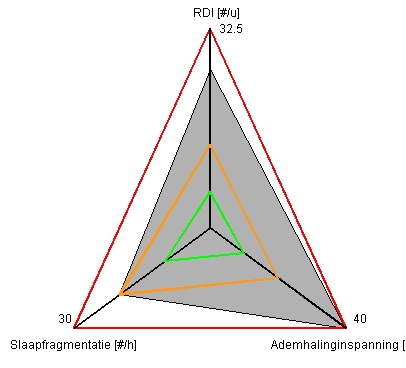 RDI [#/u]
32.5
30
40
Slaapfragmentatie [#/h]
Ademhalinginspanning [